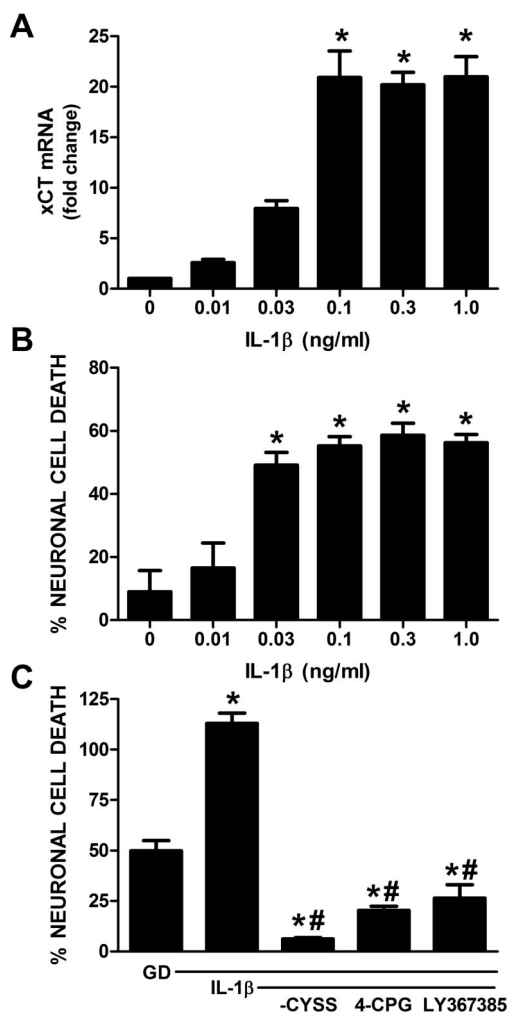 A
xCT mRNA
(fold change)
25
20
15
10
5
0
* * *
0 0.01 0.03 0.1 0.3 1.0
IL-1β (ng/ml)
B
% NEURONAL CELL DEATH
80
60
40
20
0
* * * *
0 0.01 0.03 0.1 0.3 1.0
IL-1β (ng/ml)
C
% NEURONAL CELL DEATH
125
100
75
50
25
0
* *# *# *#
GD
IL-1β
-CYSS 4-CPG LY367385